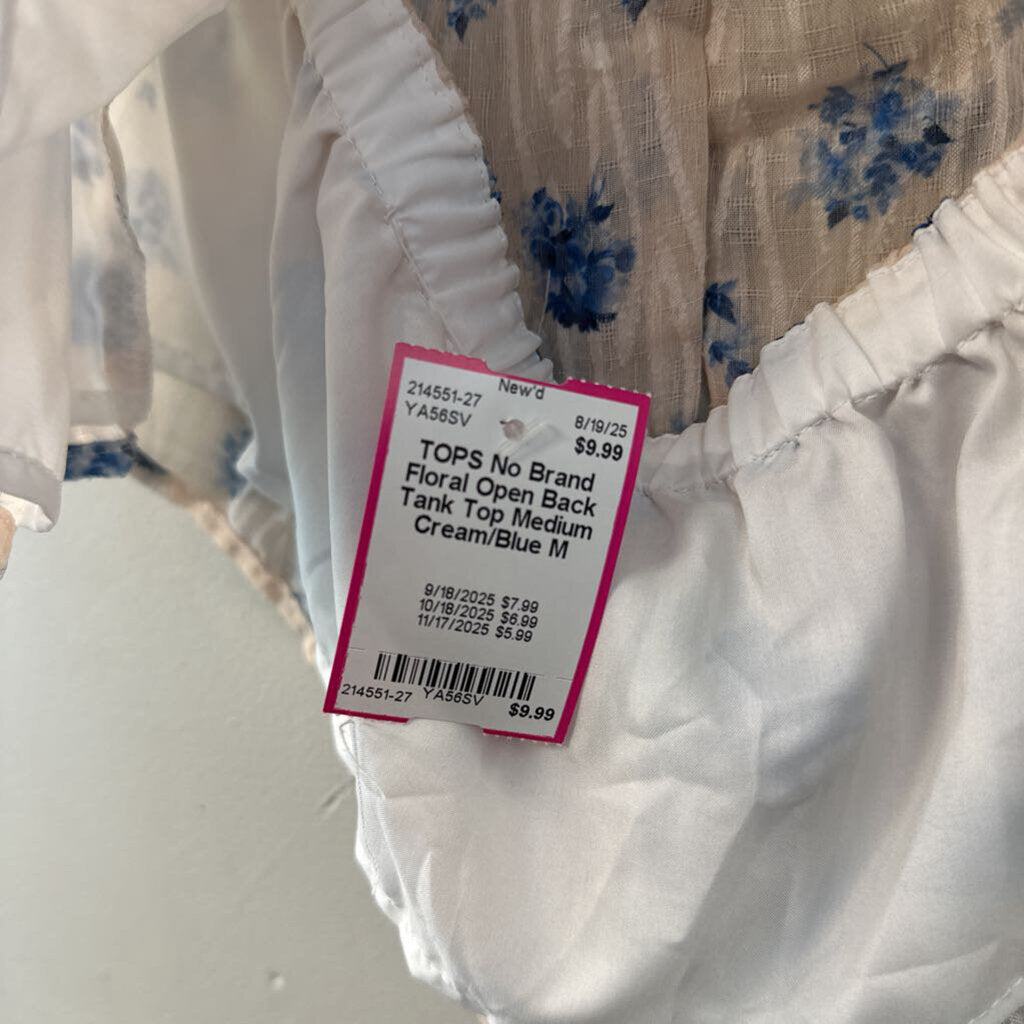 New'd
214551-27
YA56SV
8/19/25
$9.99
TOPS No Brand
Floral Open Back
Tank Top Medium
Cream/Blue M
9/18/2025 $7.99
10/18/2025 $6.99
11/17/2025 $5.99
214551-27 YA56SV $9.99